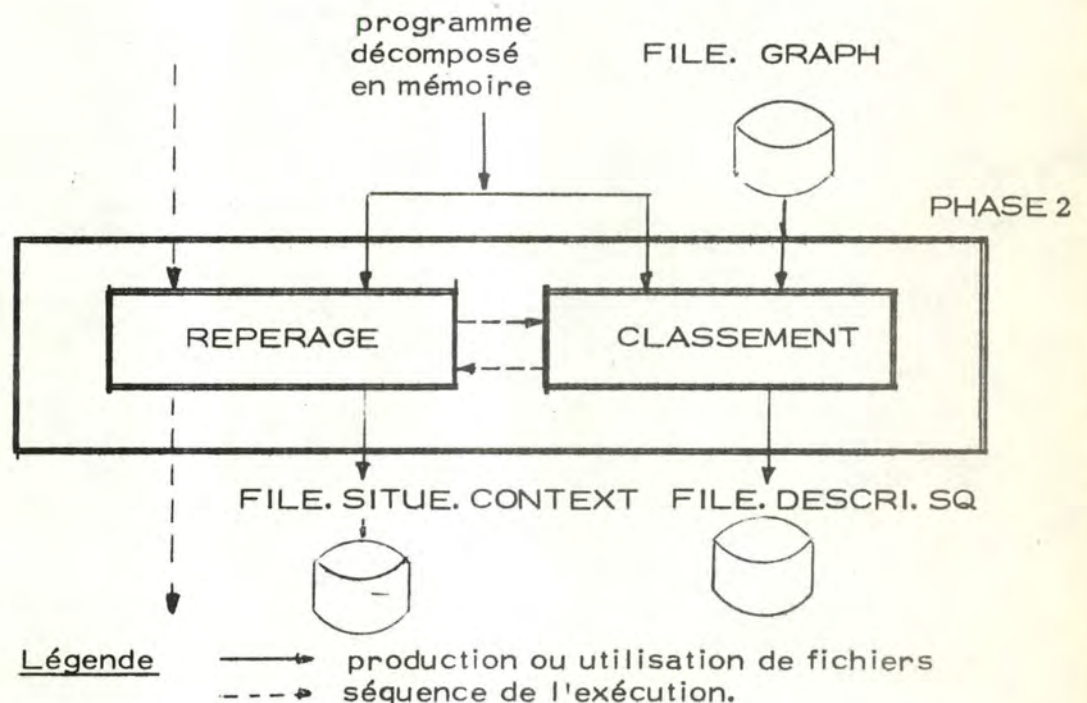 programme
décomposé
en mémoire
FILE. GRAPH
PHASE 2
REPERAGE
CLASSEMENT
FILE. SITUE. CONTEXT
FILE. DESCRI. SQ
Légende
production ou utilisation de fichiers
séquence de l'exécution.